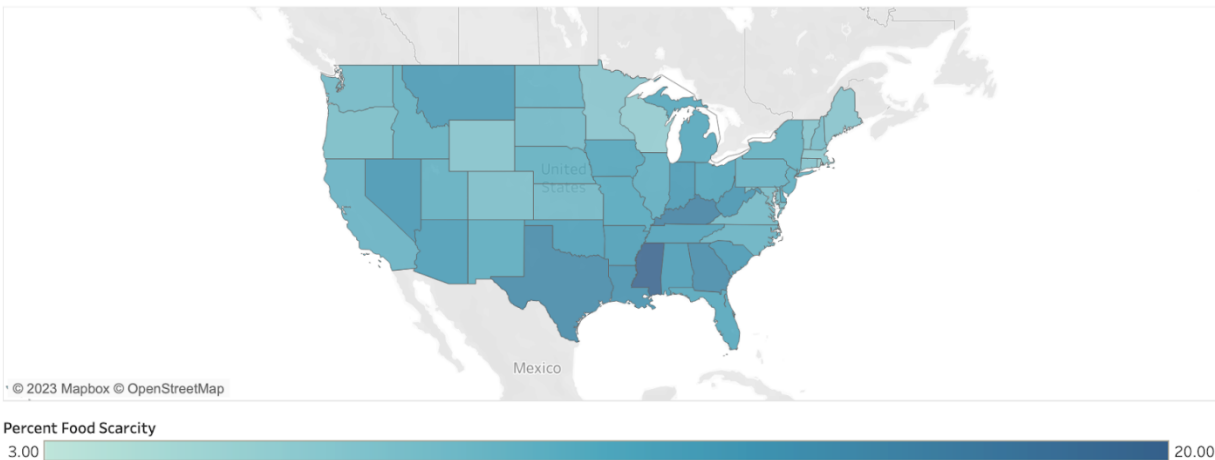 United
States
Mexico
© 2023 Mapbox © OpenStreetMap
Percent Food Scarcity
3.00 20.00